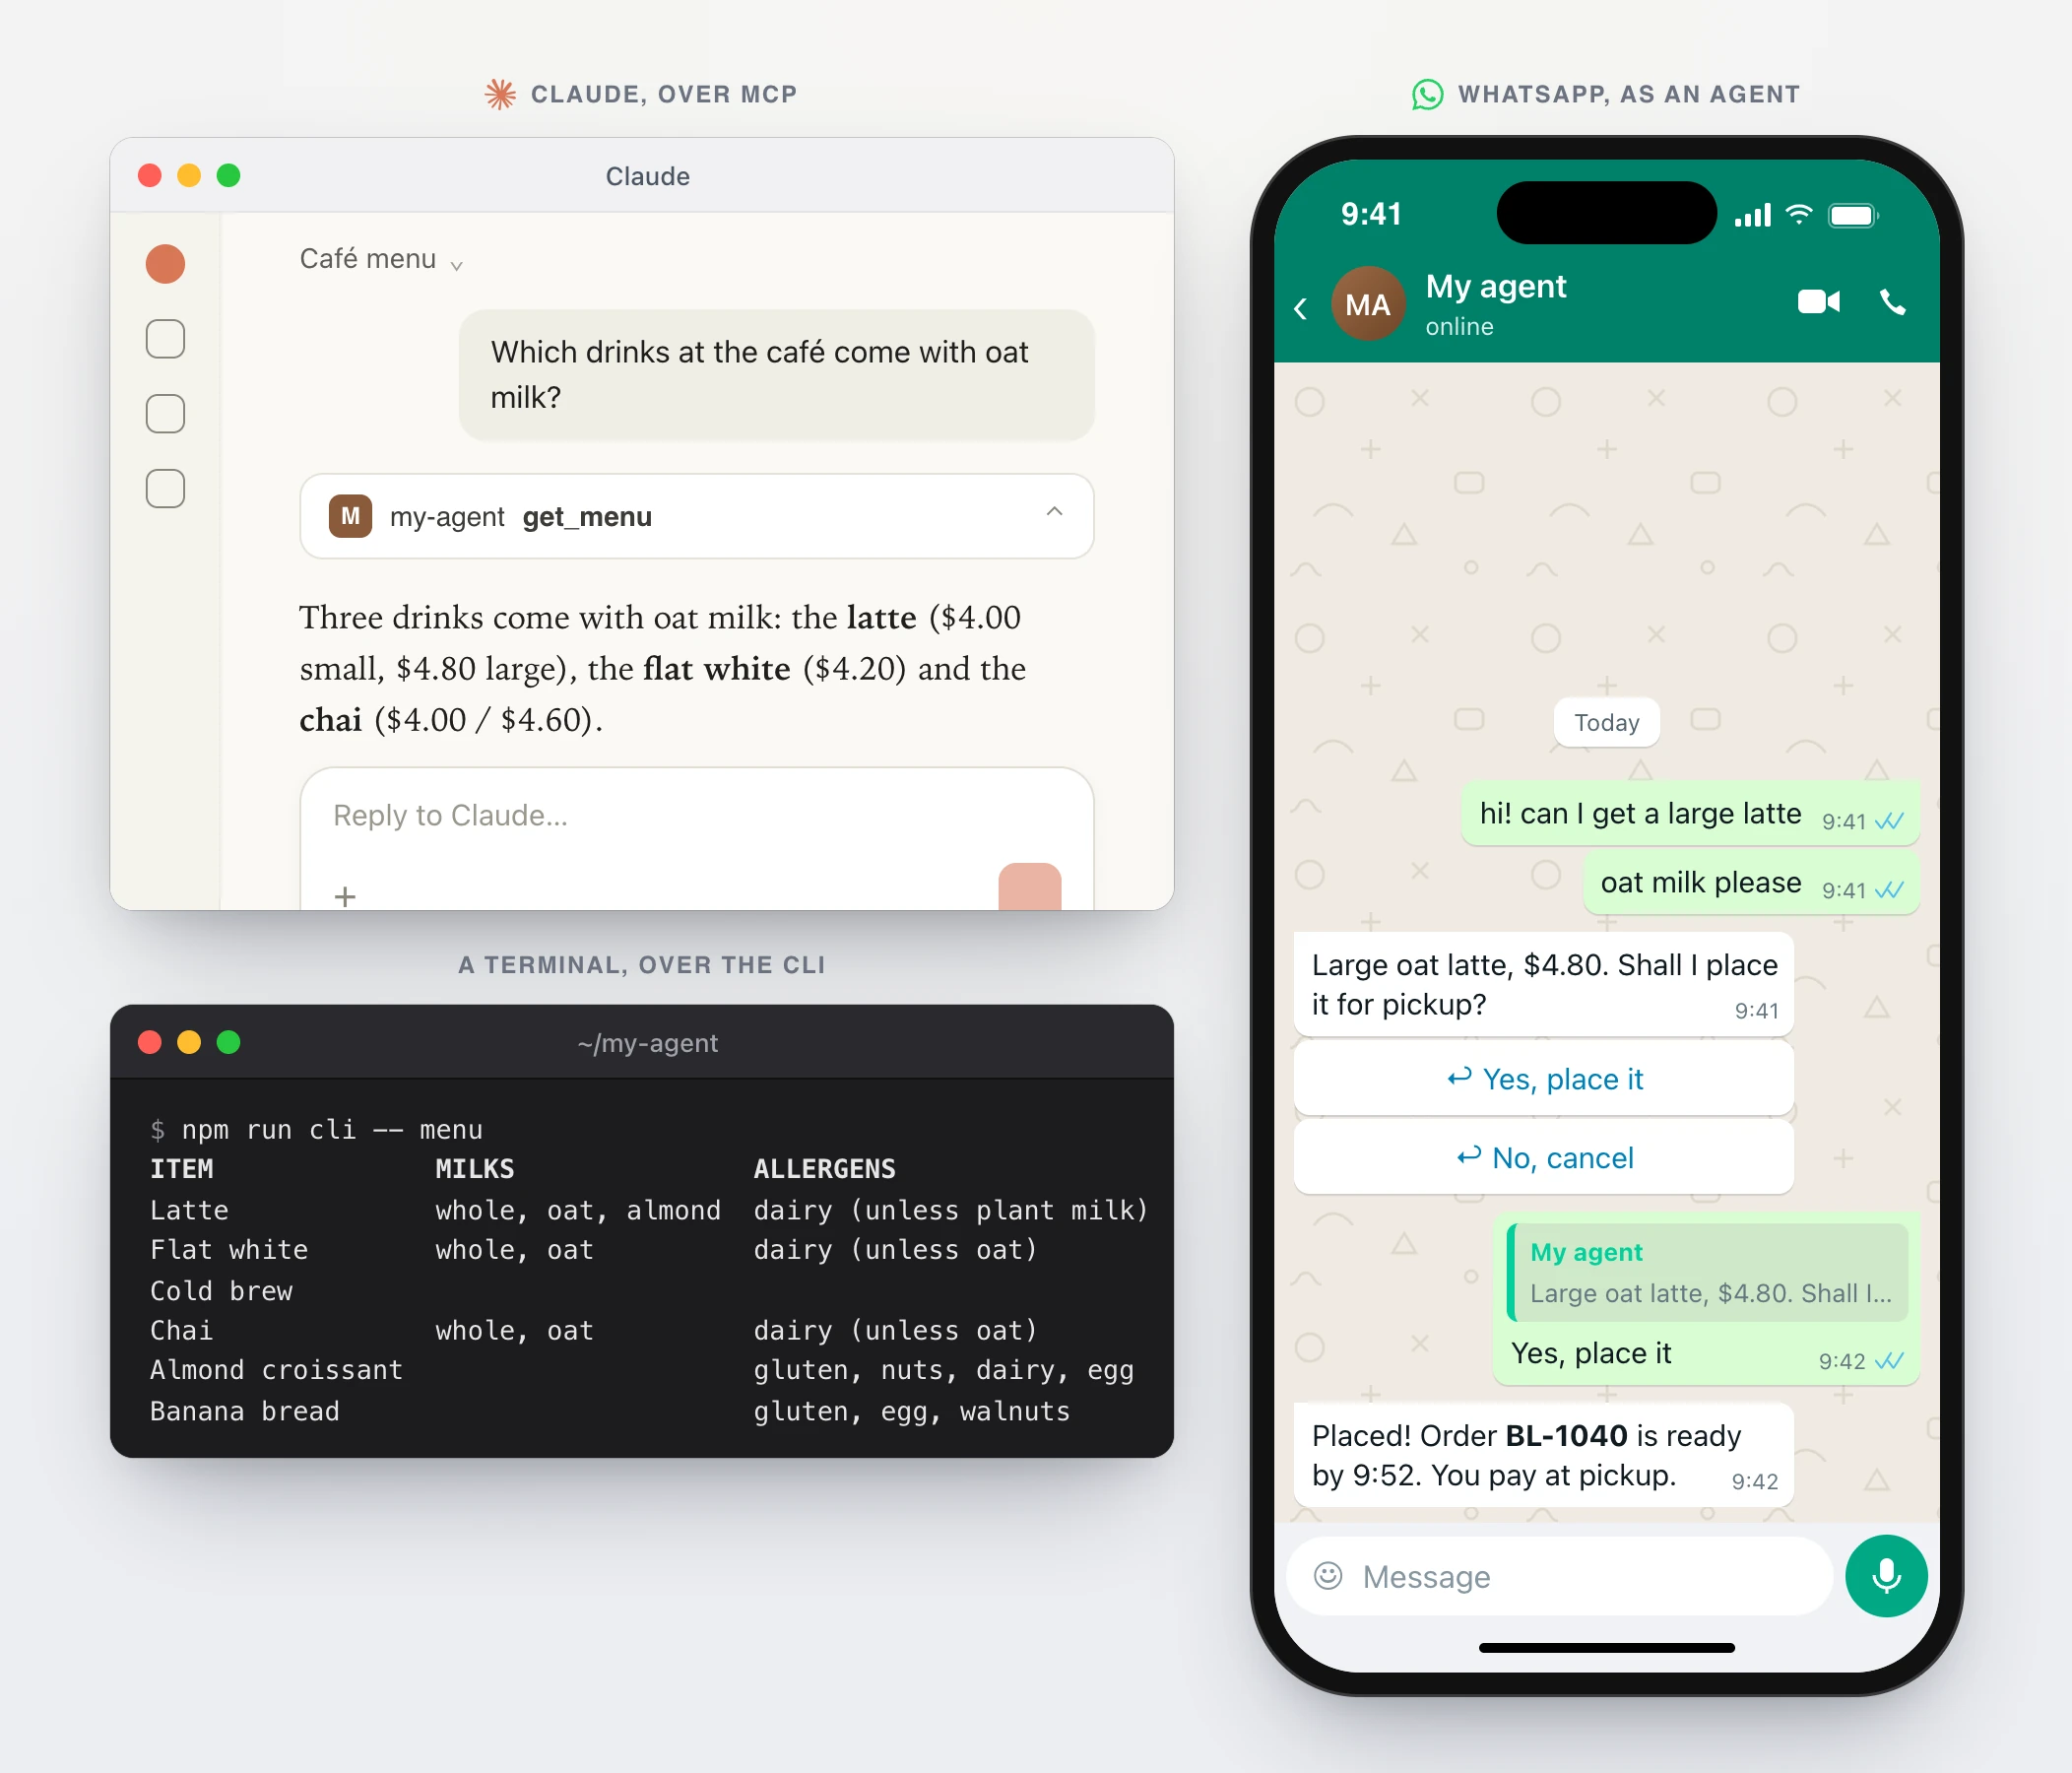 CLAUDE, OVER MCP
Claude
Café menu
Which drinks at the café come with oat
milk?
M my-agent get_menu
Three drinks come with oat milk: the latte ($4.00
small, $4.80 large), the flat white ($4.20) and the
chai ($4.00 / $4.60).
Reply to Claude...
+
A TERMINAL, OVER THE CLI
~/my-agent
$ npm run cli -- menu
ITEM MILKS ALLERGENS
Latte whole, oat, almond dairy (unless plant milk)
Flat white whole, oat dairy (unless oat)
Cold brew
Chai whole, oat dairy (unless oat)
Almond croissant gluten, nuts, dairy, egg
Banana bread gluten, egg, walnuts
WHATSAPP, AS AN AGENT
9:41
MA My agent
online
Today
hi! can I get a large latte 9:41
oat milk please 9:41
Large oat latte, $4.80. Shall I place
it for pickup? 9:41
Yes, place it
No, cancel
My agent
Large oat latte, $4.80. Shall I...
Yes, place it 9:42
Placed! Order BL-1040 is ready
by 9:52. You pay at pickup. 9:42
Message